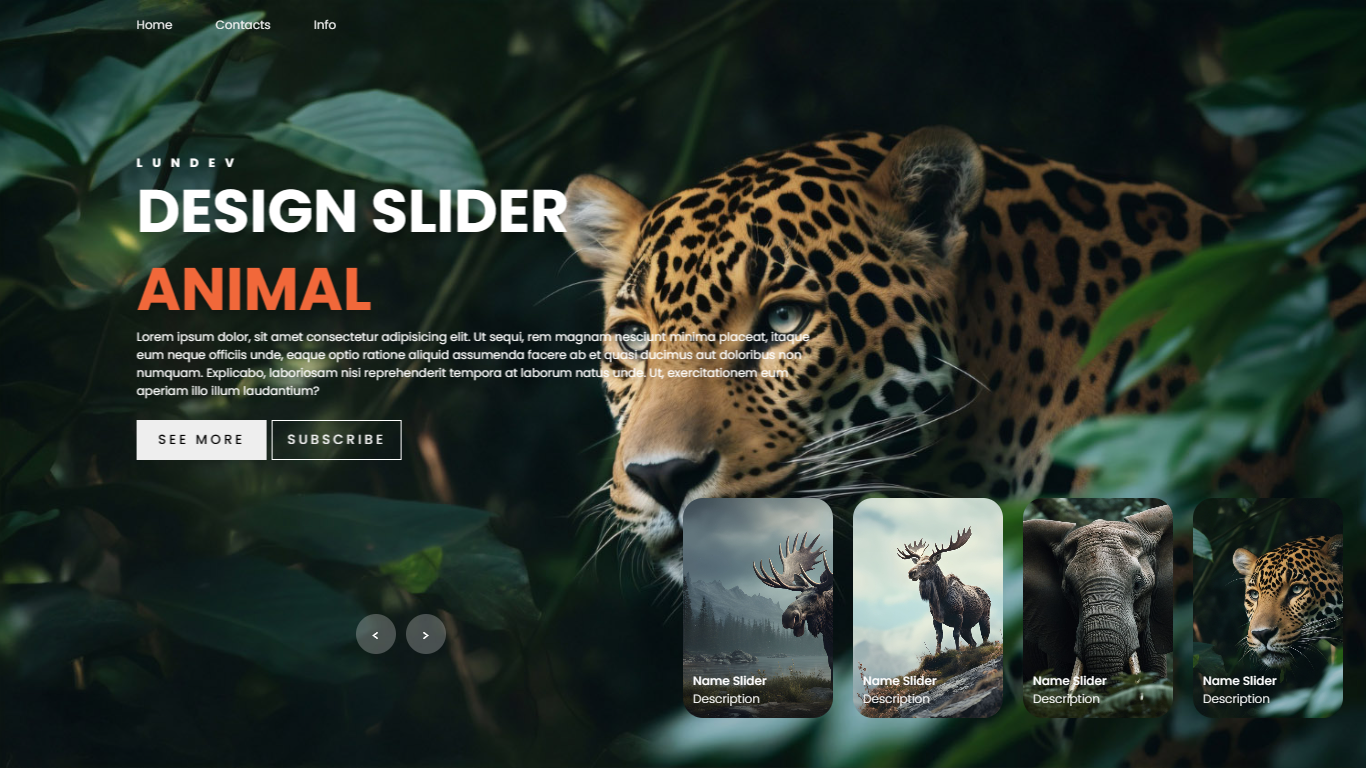 Home Contacts Info
LUNDEV
DESIGN SLIDER
ANIMAL
Lorem ipsum dolor, sit amet consectetur adipisicing elit. Ut sequi, rem magnam nesciunt minima placeat, itaque
eum neque officiis unde, eaque optio ratione aliquid assumenda facere ab et quasi ducimus aut doloribus non
numquam. Explicabo, laboriosam nisi reprehenderit tempora at laborum natus unde. Ut, exercitationem eum
aperiam illo illum laudantium?
SEE MORE SUBSCRIBE
< >
Name Slider Name Slider Name Slider Name Slider
Description Description Description Description